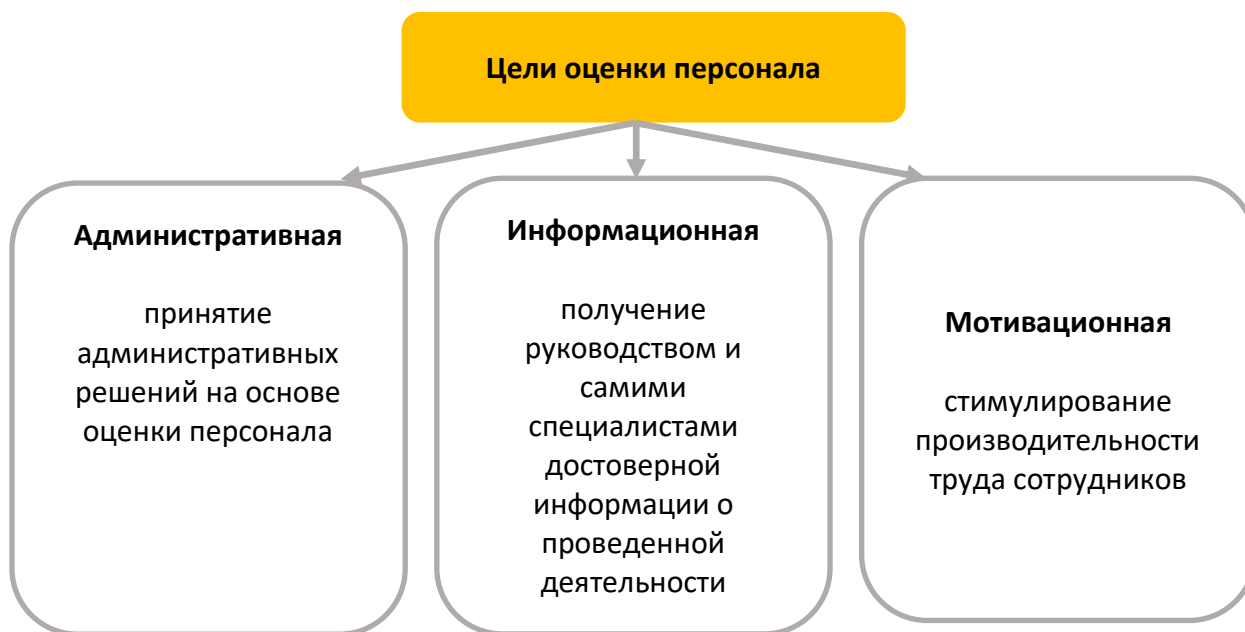 Цели оценки персонала
Административная
принятие
административных
решений на основе
оценки персонала
Информационная
получение
руководством и
самими
специалистами
достоверной
информации о
проведенной
деятельности
Мотивационная
стимулирование
производительности
труда сотрудников